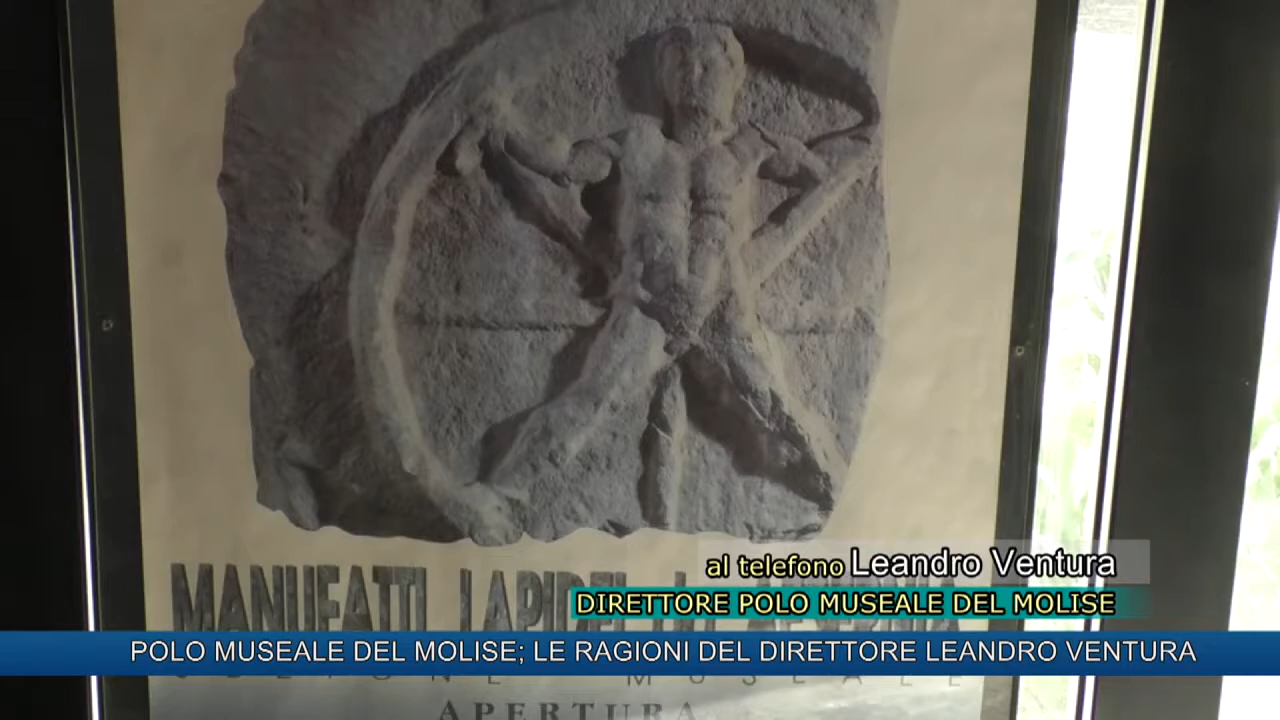 al telefono Leandro Ventura
MANUFATTI LAPIDEI
DIRETTORE POLO MUSEALE DEL MOLISE
POLO MUSEALE DEL MOLISE; LE RAGIONI DEL DIRETTORE LEANDRO VENTURA
MUSEALE
APERTURA